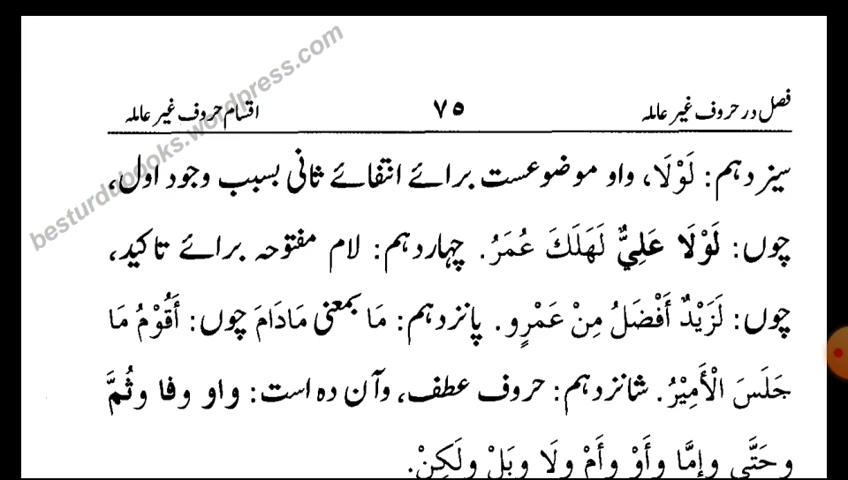 فصل در حروف غیر عاملہ ۷۵ اقسام حروف غیر عاملہ
سیزدہم: لَوْلَا، واو موضوعست برائے انتفائے ثانی بسبب وجود اول،
چوں: لَوْلَا عَلِيٌّ لَهَلَكَ عُمَرُ. چہاردہم: لام مفتوحہ برائے تاکید،
چوں: لَزَيْدٌ أَفْضَلُ مِنْ عَمْرٍو. پانزدہم: مَا بمعنی مَادَامَ چوں: أَقُوْمُ مَا
جَلَسَ الْأَمِيْرُ. شانزدہم: حروف عطف، وآن دہ است: واو وفا وثُمَّ
وحَتَّى وإِمَّا وأَوْ وأَمْ ولَا وبَلْ ولَكِنْ.
besturdubooks.wordpress.com